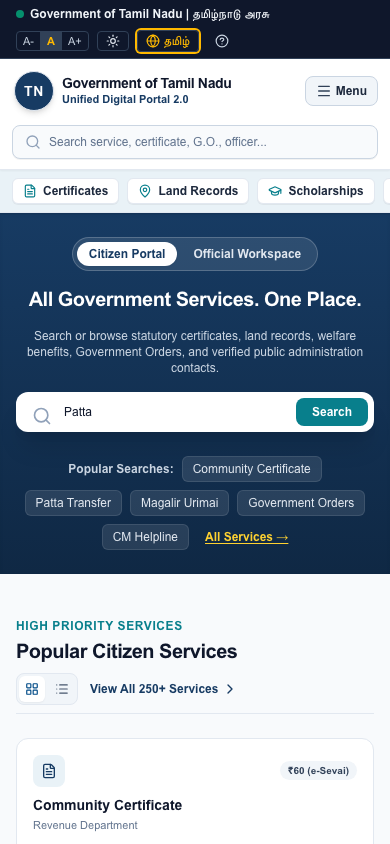 Government of Tamil Nadu | தமிழ்நாடு அரசு
A- A A+ தமிழ்
TN
Government of Tamil Nadu
Unified Digital Portal 2.0
Menu
Search service, certificate, G.O., officer...
Certificates Land Records Scholarships
Citizen Portal Official Workspace
All Government Services. One Place.
Search or browse statutory certificates, land records, welfare
benefits, Government Orders, and verified public administration
contacts.
Patta Search
Popular Searches: Community Certificate
Patta Transfer Magalir Urimai Government Orders
CM Helpline All Services →
HIGH PRIORITY SERVICES
Popular Citizen Services
View All 250+ Services
₹60 (e-Sevai)
Community Certificate
Revenue Department